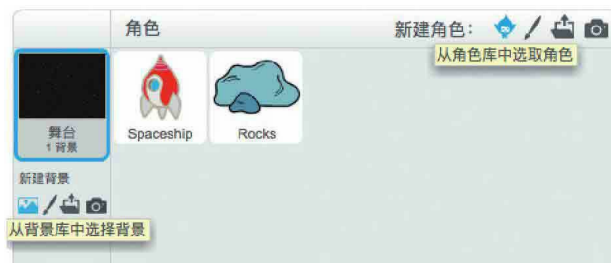 角色
新建角色：
从角色库中选取角色
舞台
1 背景
Spaceship
Rocks
新建背景
从背景库中选择背景